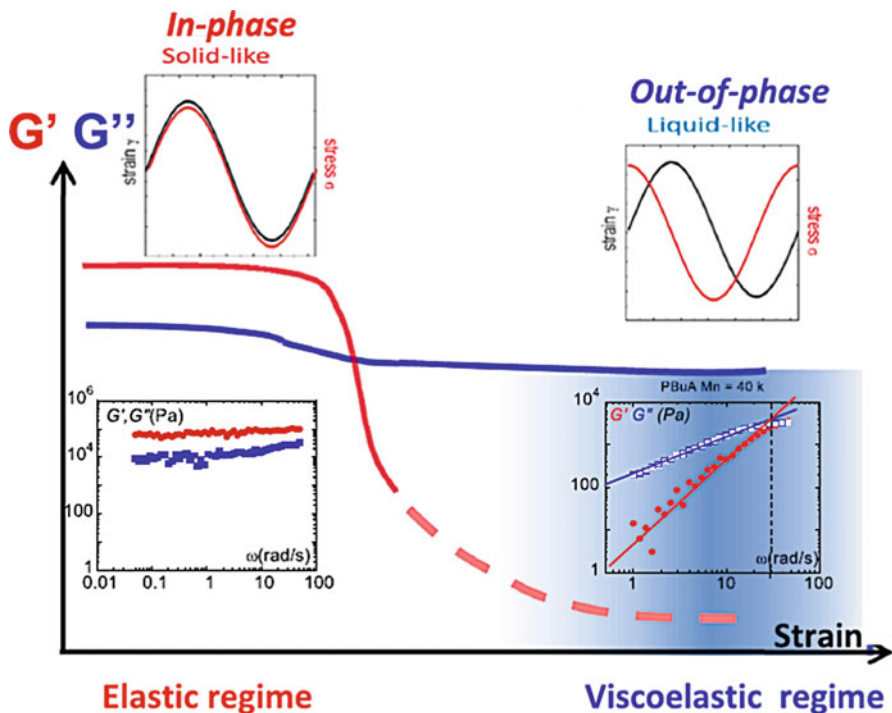 In-phase
Solid-like
strain γ
stress σ
Out-of-phase
Liquid-like
strain γ
stress σ
G' G''
10⁶
G', G''(Pa)
10⁴
100
1
ω(rad/s)
0.01 0.1 1 10 100
PBuA Mn = 40 k
10⁴
G' G'' (Pa)
100
1
ω(rad/s)
1 10 100
Strain
Elastic regime
Viscoelastic regime